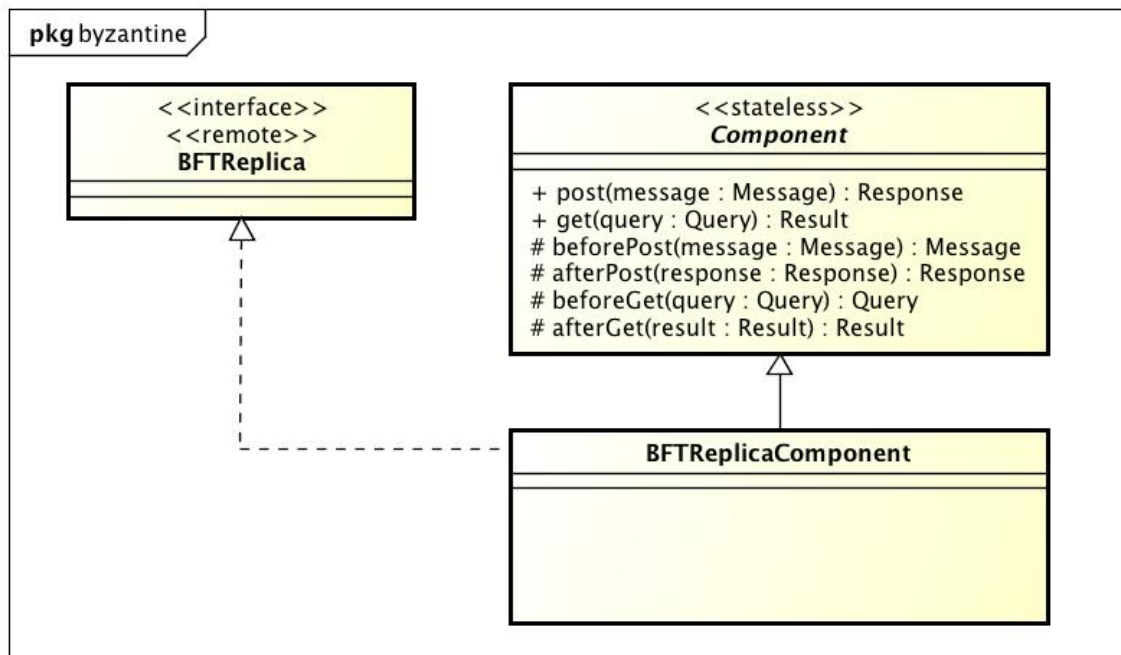 pkg byzantine
<<interface>>
<<remote>>
BFTReplica
<<stateless>>
Component
+ post(message : Message) : Response
+ get(query : Query) : Result
# beforePost(message : Message) : Message
# afterPost(response : Response) : Response
# beforeGet(query : Query) : Query
# afterGet(result : Result) : Result
BFTReplicaComponent